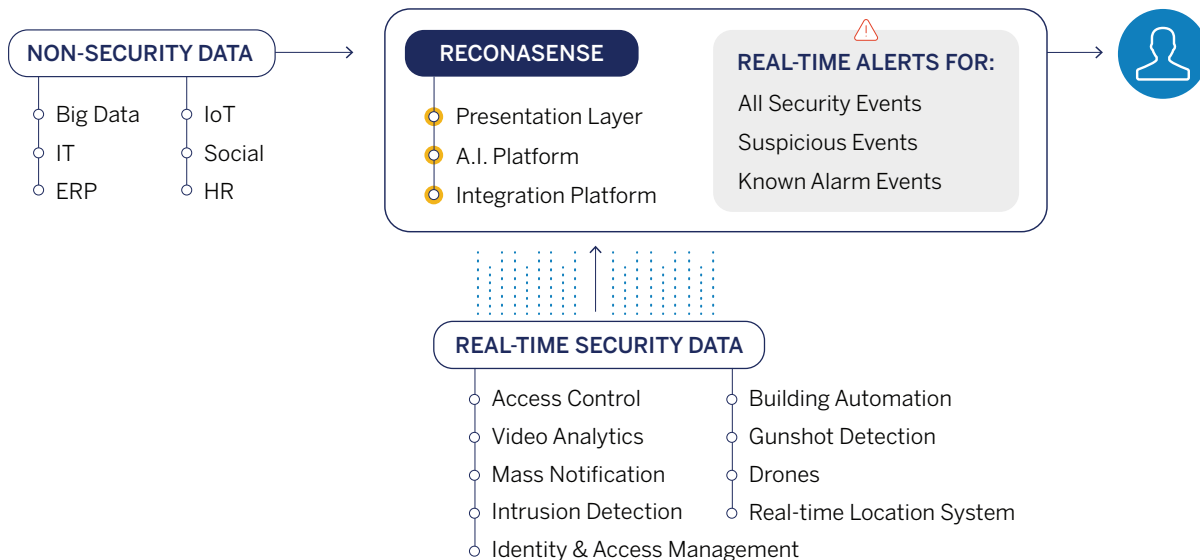 NON-SECURITY DATA
Big Data
IT
ERP
IoT
Social
HR
RECONASENSE
Presentation Layer
A.I. Platform
Integration Platform
REAL-TIME ALERTS FOR:
All Security Events
Suspicious Events
Known Alarm Events
REAL-TIME SECURITY DATA
Access Control
Video Analytics
Mass Notification
Intrusion Detection
Identity & Access Management
Building Automation
Gunshot Detection
Drones
Real-time Location System